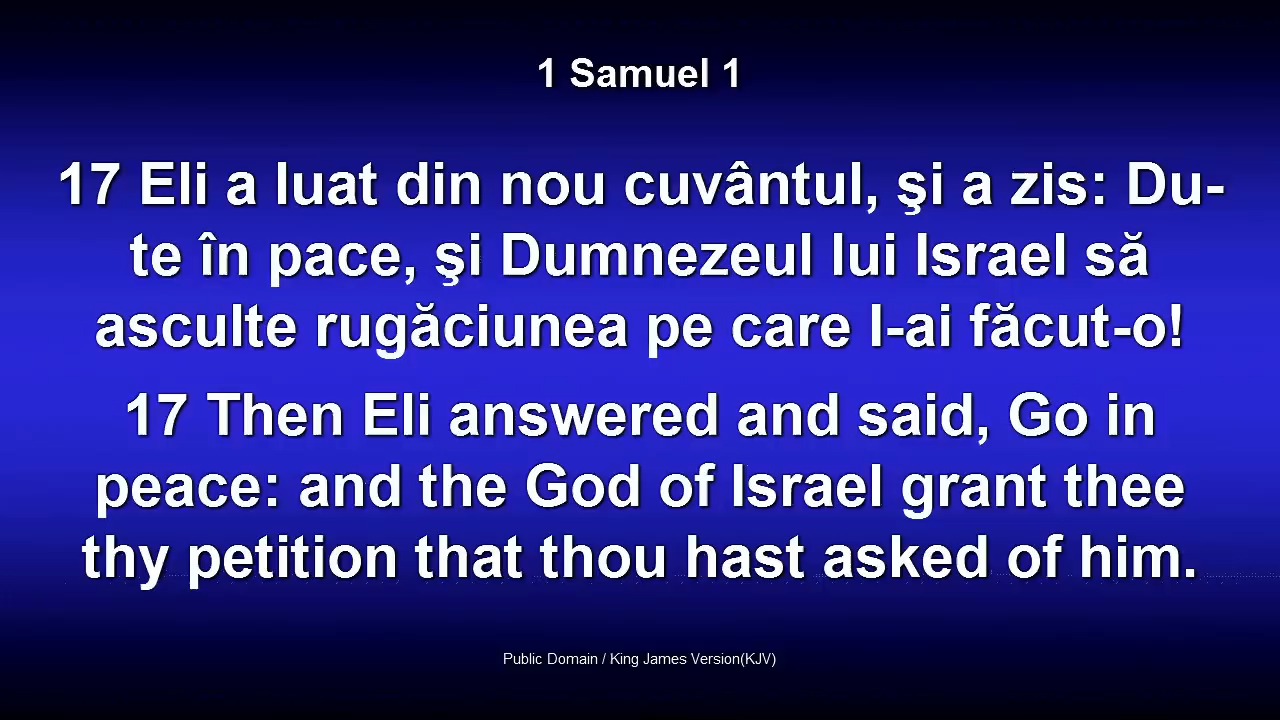 1 Samuel 1
17 Eli a luat din nou cuvântul, şi a zis: Du-
te în pace, şi Dumnezeul lui Israel să
asculte rugăciunea pe care I-ai făcut-o!
17 Then Eli answered and said, Go in
peace: and the God of Israel grant thee
thy petition that thou hast asked of him.
Public Domain / King James Version(KJV)